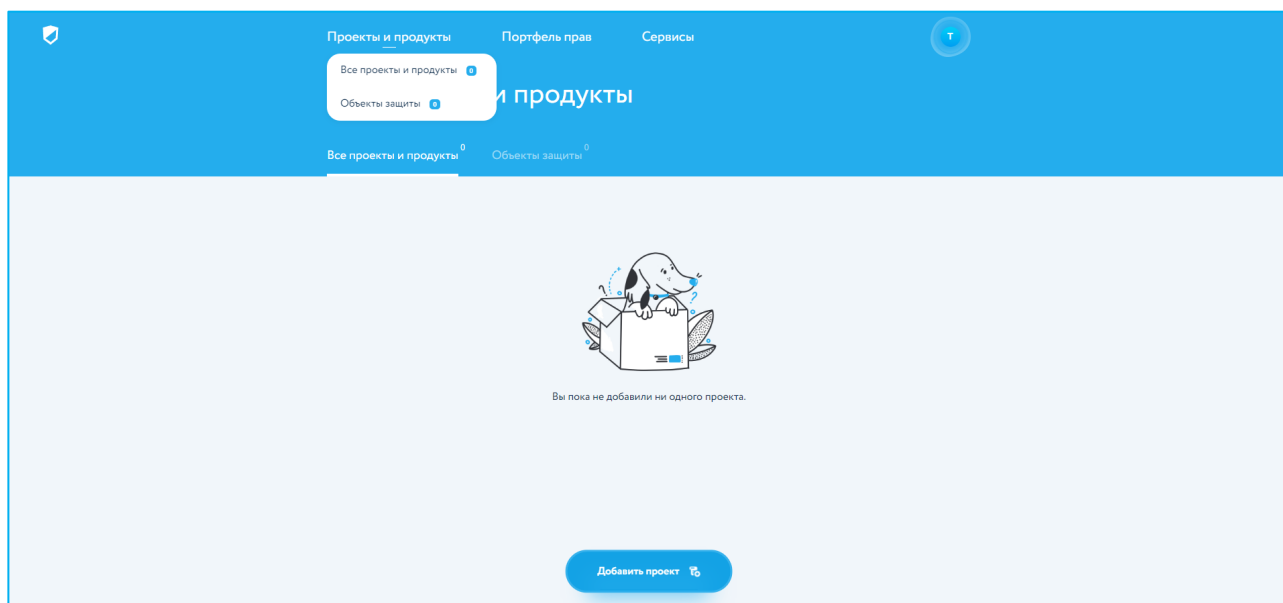 Проекты и продукты Портфель прав Сервисы Т
Все проекты и продукты 0
Объекты защиты 0
и продукты
Все проекты и продукты 0 Объекты защиты 0
?
Вы пока не добавили ни одного проекта.
Добавить проект